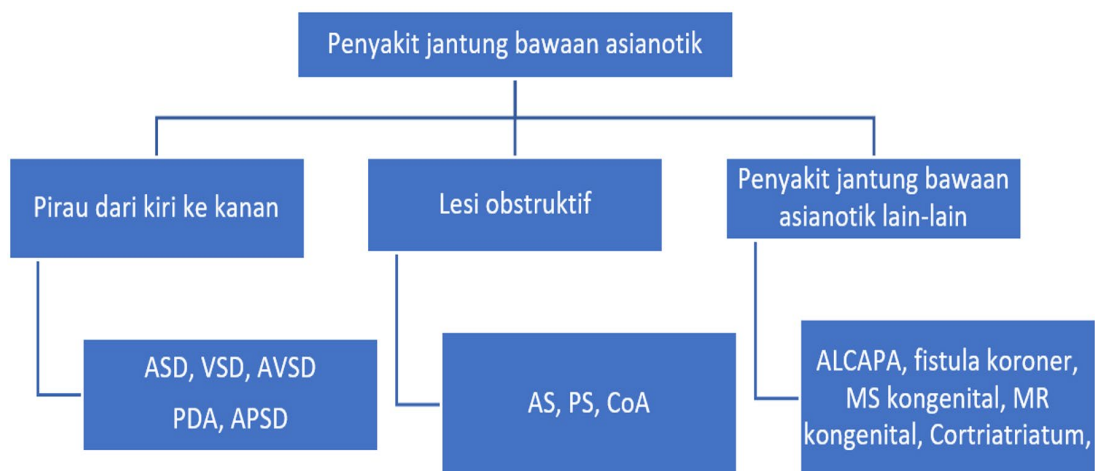 Penyakit jantung bawaan asianotik
Pirau dari kiri ke kanan
Lesi obstruktif
Penyakit jantung bawaan
asianotik lain-lain
ASD, VSD, AVSD
PDA, APSD
AS, PS, CoA
ALCAPA, fistula koroner,
MS kongenital, MR
kongenital, Cortriatriatum,